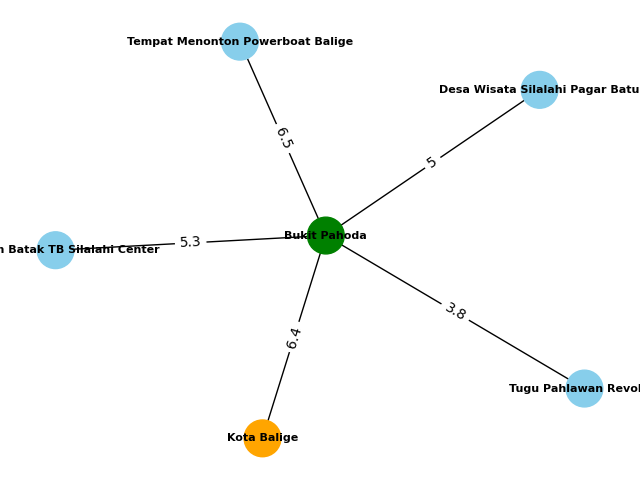 Tempat Menonton Powerboat Balige
Desa Wisata Silalahi Pagar Batu
6.5
5
Bukit Pahoda
5.3
Batak TB Silalahi Center
3.8
6.4
Tugu Pahlawan Revol
Kota Balige